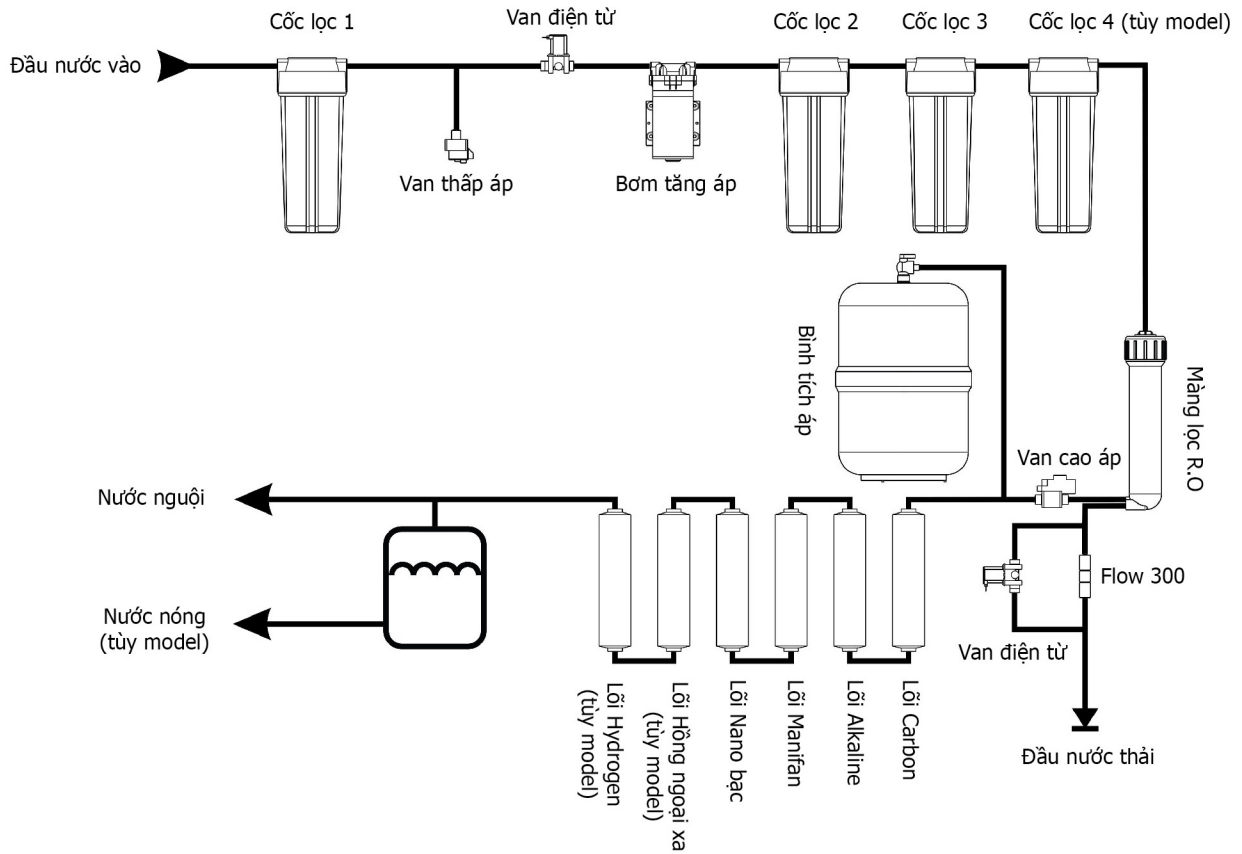 Cốc lọc 1
Van điện từ
Cốc lọc 2
Cốc lọc 3
Cốc lọc 4 (tùy model)
Đầu nước vào
Van thấp áp
Bơm tăng áp
Bình tích áp
Màng lọc R.O
Van cao áp
Nước nguội
Flow 300
Nước nóng
(tùy model)
Van điện từ
Lõi Hydrogen
(tùy model)
Lõi Hồng ngoại xa
(tùy model)
Lõi Nano bạc
Lõi Manifan
Lõi Alkaline
Lõi Carbon
Đầu nước thải